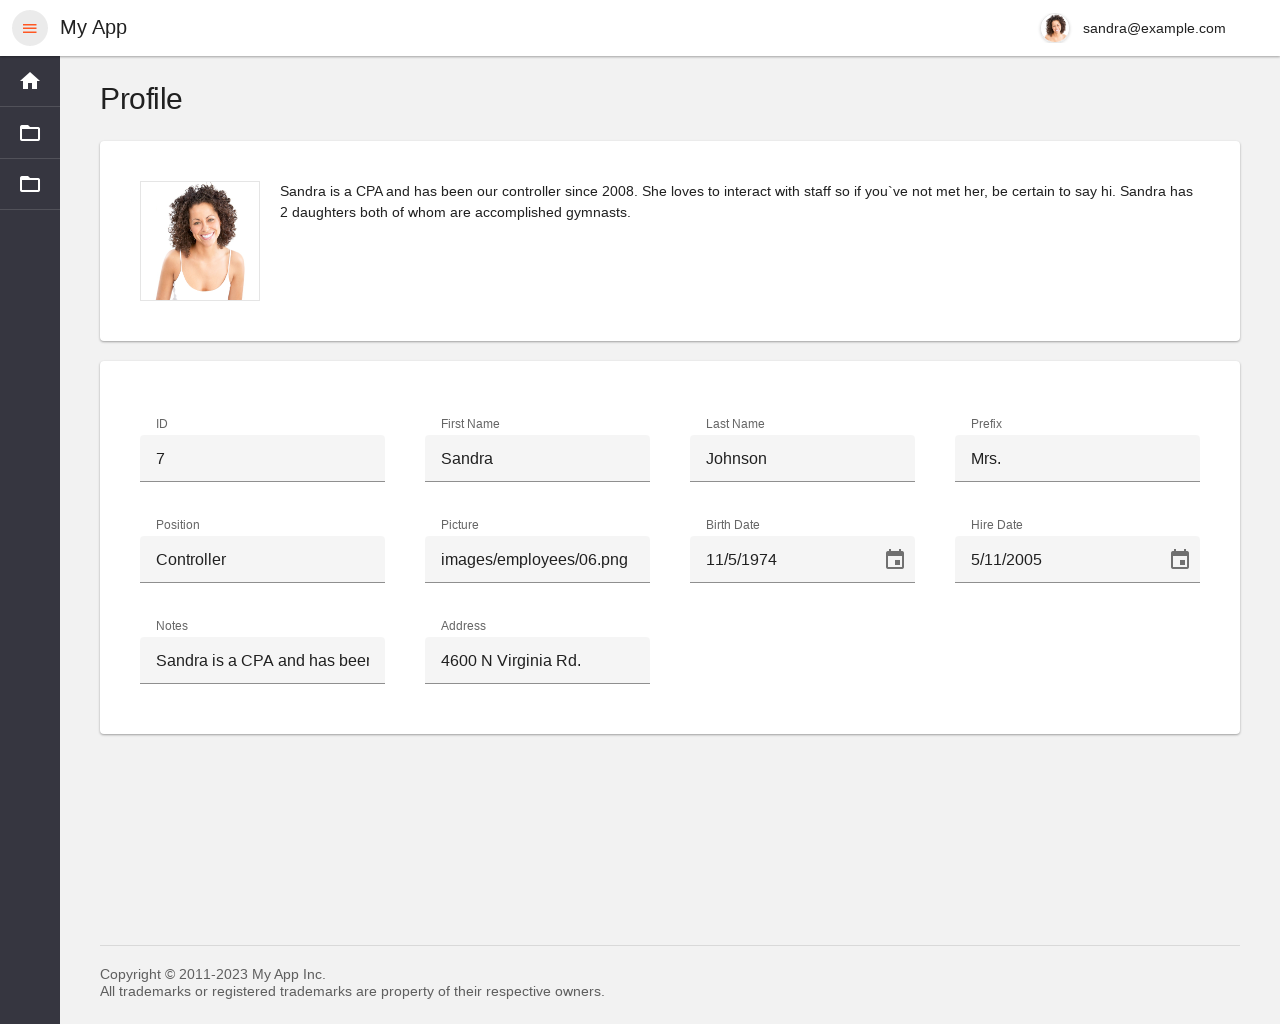 My App
sandra@example.com
Profile
Sandra is a CPA and has been our controller since 2008. She loves to interact with staff so if you`ve not met her, be certain to say hi. Sandra has
2 daughters both of whom are accomplished gymnasts.
ID
First Name
Last Name
Prefix
7
Sandra
Johnson
Mrs.
Position
Picture
Birth Date
Hire Date
Controller
images/employees/06.png
11/5/1974
5/11/2005
Notes
Address
Sandra is a CPA and has been
4600 N Virginia Rd.
Copyright © 2011-2023 My App Inc.
All trademarks or registered trademarks are property of their respective owners.